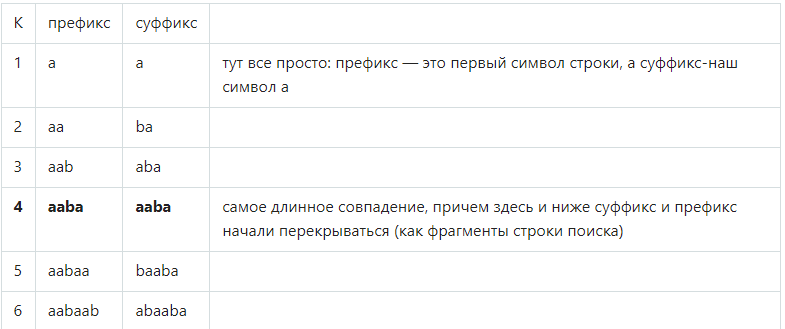 К префикс суффикс
1 a a тут все просто: префикс — это первый символ строки, а суффикс-наш
символ a
2 aa ba
3 aab aba
4 aaba aaba самое длинное совпадение, причем здесь и ниже суффикс и префикс
начали перекрываться (как фрагменты строки поиска)
5 aabaa baaba
6 aabaab abaaba